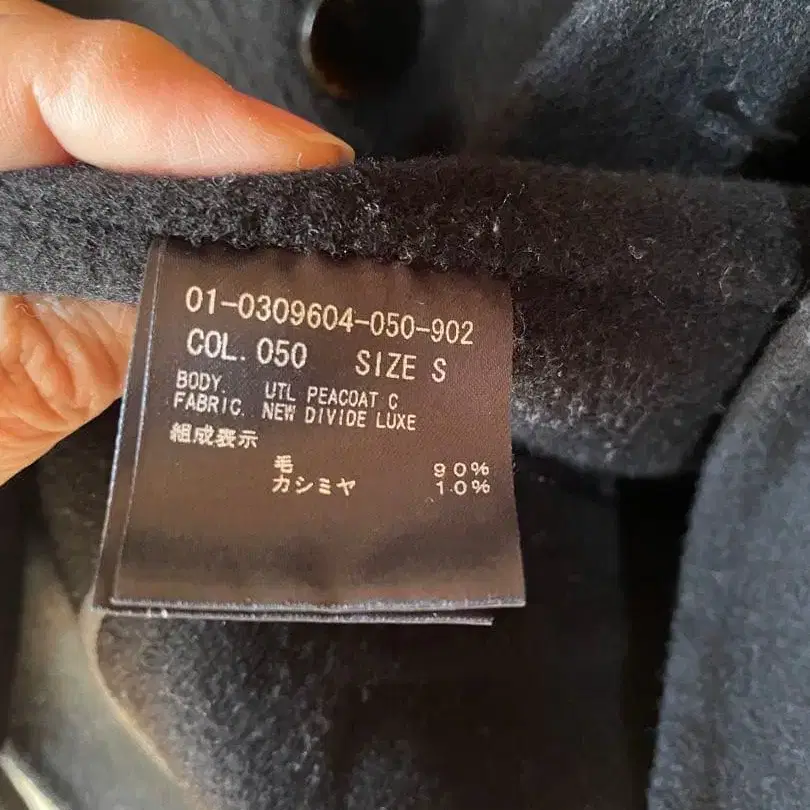 01-0309604-050-902
COL. 050 SIZE S
BODY. UTL PEACOAT C
FABRIC. NEW DIVIDE LUXE
組成表示
毛 90%
カシミヤ 10%